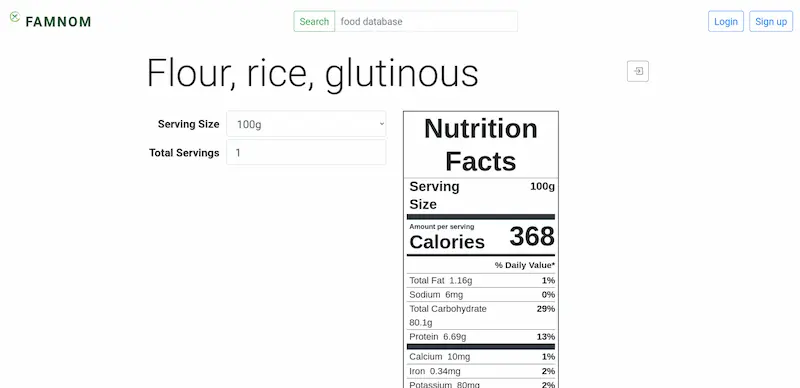 FAMNOM
Search food database
Login Sign up
Flour, rice, glutinous
Serving Size 100g
Total Servings 1
Nutrition
Facts
Serving 100g
Size
Amount per serving
Calories 368
% Daily Value*
Total Fat 1.16g 1%
Sodium 6mg 0%
Total Carbohydrate 29%
80.1g
Protein 6.69g 13%
Calcium 10mg 1%
Iron 0.34mg 2%
Potassium 80mg 2%